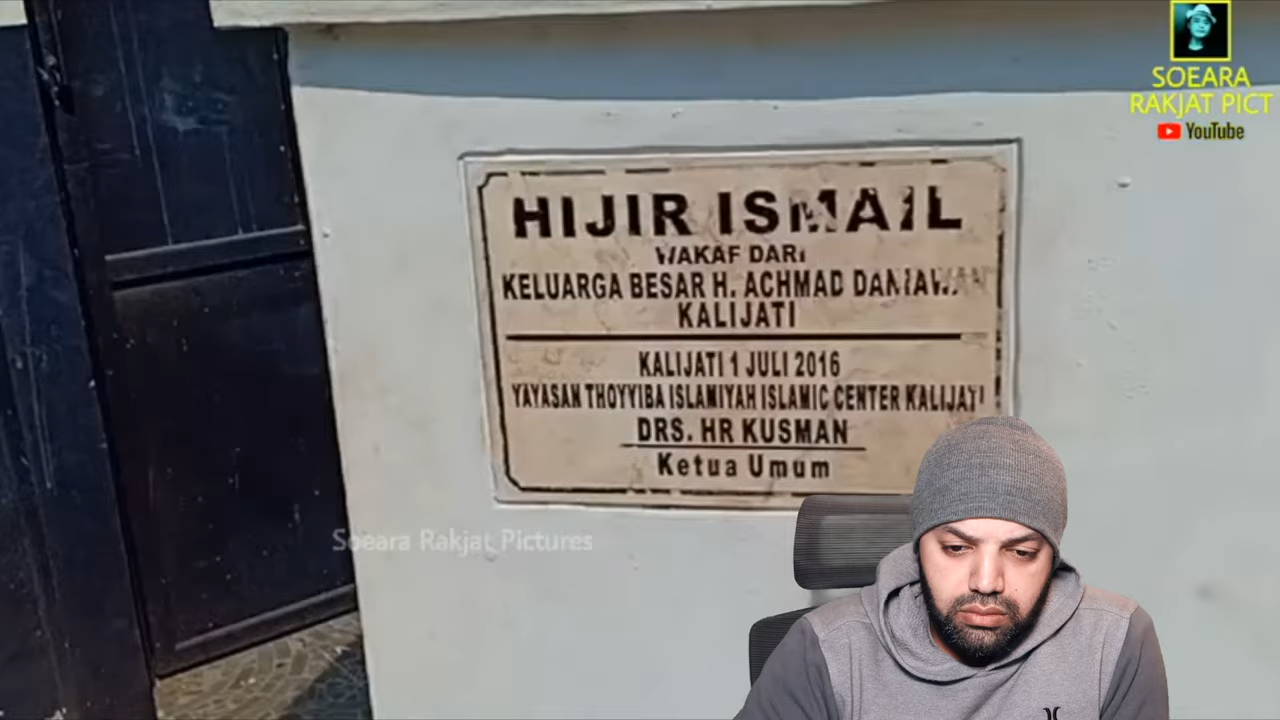 SOEARA
RAKJAT PICT
YouTube
HIJIR ISMAIL
WAKAF DARI
KELUARGA BESAR H. ACHMAD DANIAWAN
KALIJATI
KALIJATI 1 JULI 2016
YAYASAN THOYYIBA ISLAMIYAH ISLAMIC CENTER KALIJATI
DRS. HR KUSMAN
Ketua Umum
Soeara Rakjat Pictures